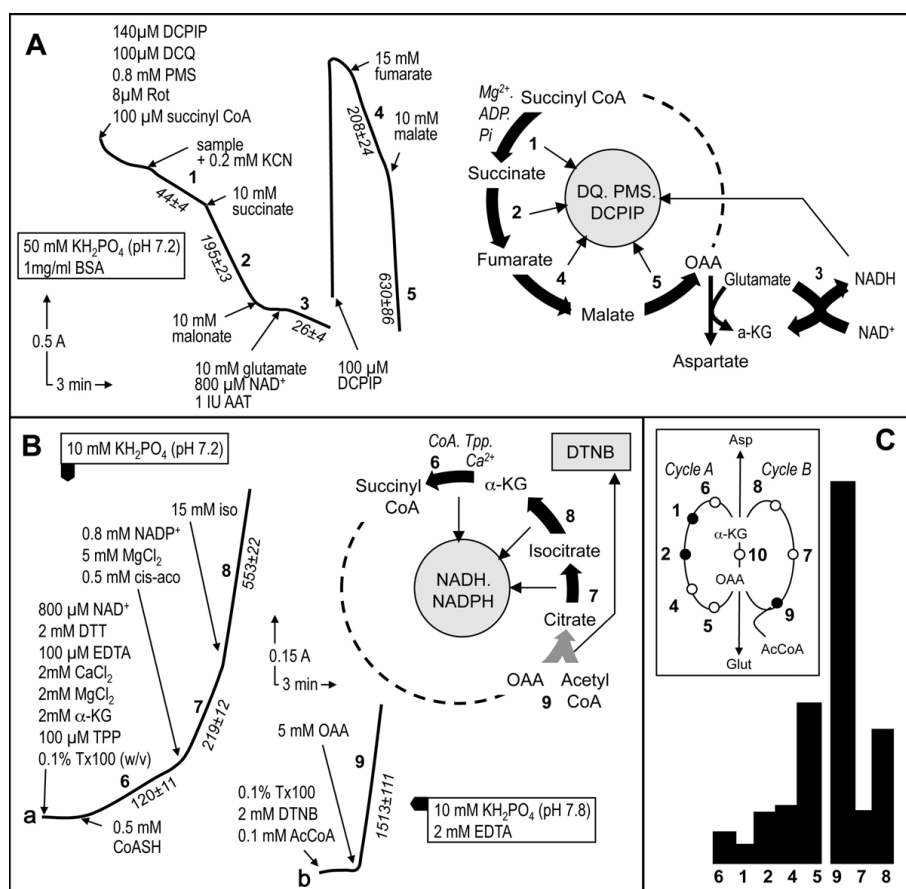 A
140µM DCPIP
100µM DCQ
0.8 mM PMS
8µM Rot
100 µM succinyl CoA
sample
+ 0.2 mM KCN
1
44±4
10 mM
succinate
2
195±23
50 mM KH₂PO₄ (pH 7.2)
1mg/ml BSA
10 mM
malonate
3
26±4
10 mM glutamate
800 µM NAD⁺
1 IU AAT
0.5 A
3 min
15 mM
fumarate
4
208±24
10 mM
malate
5
630±86
100 µM
DCPIP
Mg²⁺.
ADP.
Pi
Succinyl CoA
1
Succinate
DQ. PMS.
DCPIP
2
Fumarate
4
5
Malate
OAA
Glutamate
3
NADH
a-KG
NAD⁺
Aspartate
B
10 mM KH₂PO₄ (pH 7.2)
15 mM iso
0.8 mM NADP⁺
5 mM MgCl₂
0.5 mM cis-aco
8
553±22
800 µM NAD⁺
2 mM DTT
100 µM EDTA
2mM CaCl₂
2mM MgCl₂
2mM α-KG
100 µM TPP
0.1% Tx100 (w/v)
7
219±12
6
120±11
a
0.5 mM
CoASH
0.15 A
3 min
5 mM OAA
9
1513±111
0.1% Tx100
2 mM DTNB
0.1 mM AcCoA
b
10 mM KH₂PO₄ (pH 7.8)
2 mM EDTA
CoA. Tpp.
Ca²⁺
6
DTNB
Succinyl
CoA
α-KG
8
Isocitrate
NADH.
NADPH
7
Citrate
OAA
Acetyl
CoA
9
C
Asp
Cycle A
Cycle B
6
8
1
α-KG
2
10
7
OAA
4
9
5
AcCoA
Glut
6 1 2 4 5 9 7 8